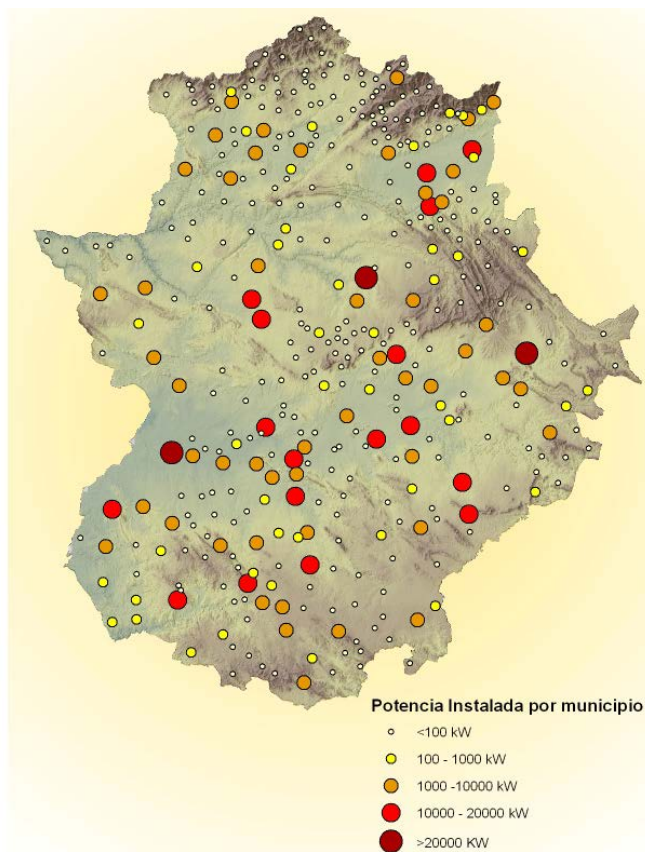 Potencia Instalada por municipio
<100 kW
100 - 1000 kW
1000 -10000 kW
10000 - 20000 kW
>20000 KW